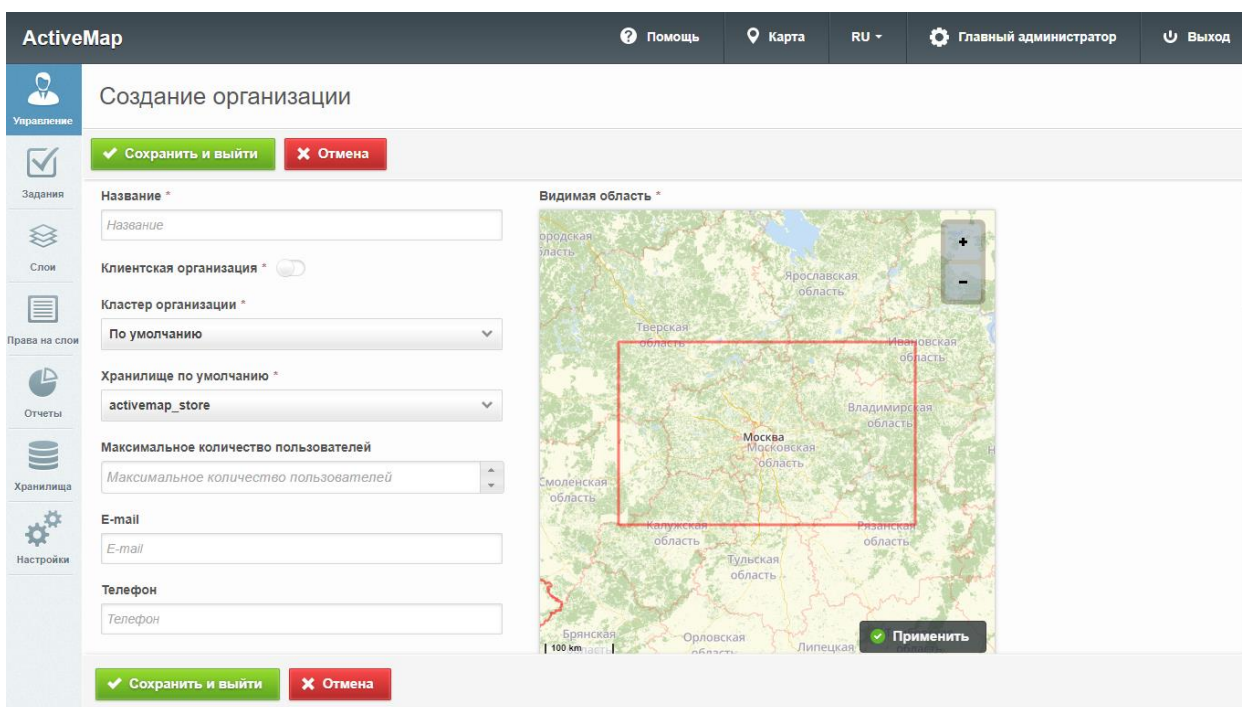 ActiveMap
Помощь
Карта
RU
Главный администратор
Выход
Управление
Задания
Слои
Права на слои
Отчеты
Хранилища
Настройки
Создание организации
Сохранить и выйти
Отмена
Название *
Название
Клиентская организация *
Кластер организации *
По умолчанию
Хранилище по умолчанию *
activemap_store
Максимальное количество пользователей
Максимальное количество пользователей
E-mail
E-mail
Телефон
Телефон
Видимая область *
+
-
Ярославская
область
Тверская
область
Ивановская
область
Владимирская
область
Москва
Московская
область
Смоленская
область
Калужская
область
Рязанская
область
Тульская
область
Брянская
Орловская
Липецкая
100 km
Применить
Сохранить и выйти
Отмена